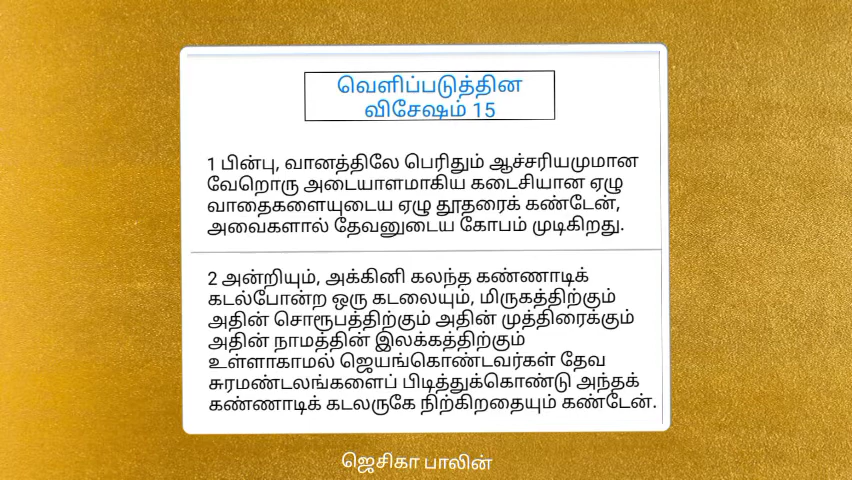 வெளிப்படுத்தின
விசேஷம் 15
1 பின்பு, வானத்திலே பெரிதும் ஆச்சரியமுமான
வேறொரு அடையாளமாகிய கடைசியான ஏழு
வாதைகளையுடைய ஏழு தூதரைக் கண்டேன்,
அவைகளால் தேவனுடைய கோபம் முடிகிறது.
2 அன்றியும், அக்கினி கலந்த கண்ணாடிக்
கடல்போன்ற ஒரு கடலையும், மிருகத்திற்கும்
அதின் சொரூபத்திற்கும் அதின் முத்திரைக்கும்
அதின் நாமத்தின் இலக்கத்திற்கும்
உள்ளாகாமல் ஜெயங்கொண்டவர்கள் தேவ
சுரமண்டலங்களைப் பிடித்துக்கொண்டு அந்தக்
கண்ணாடிக் கடலருகே நிற்கிறதையும் கண்டேன்.
ஜெசிகா பாலின்